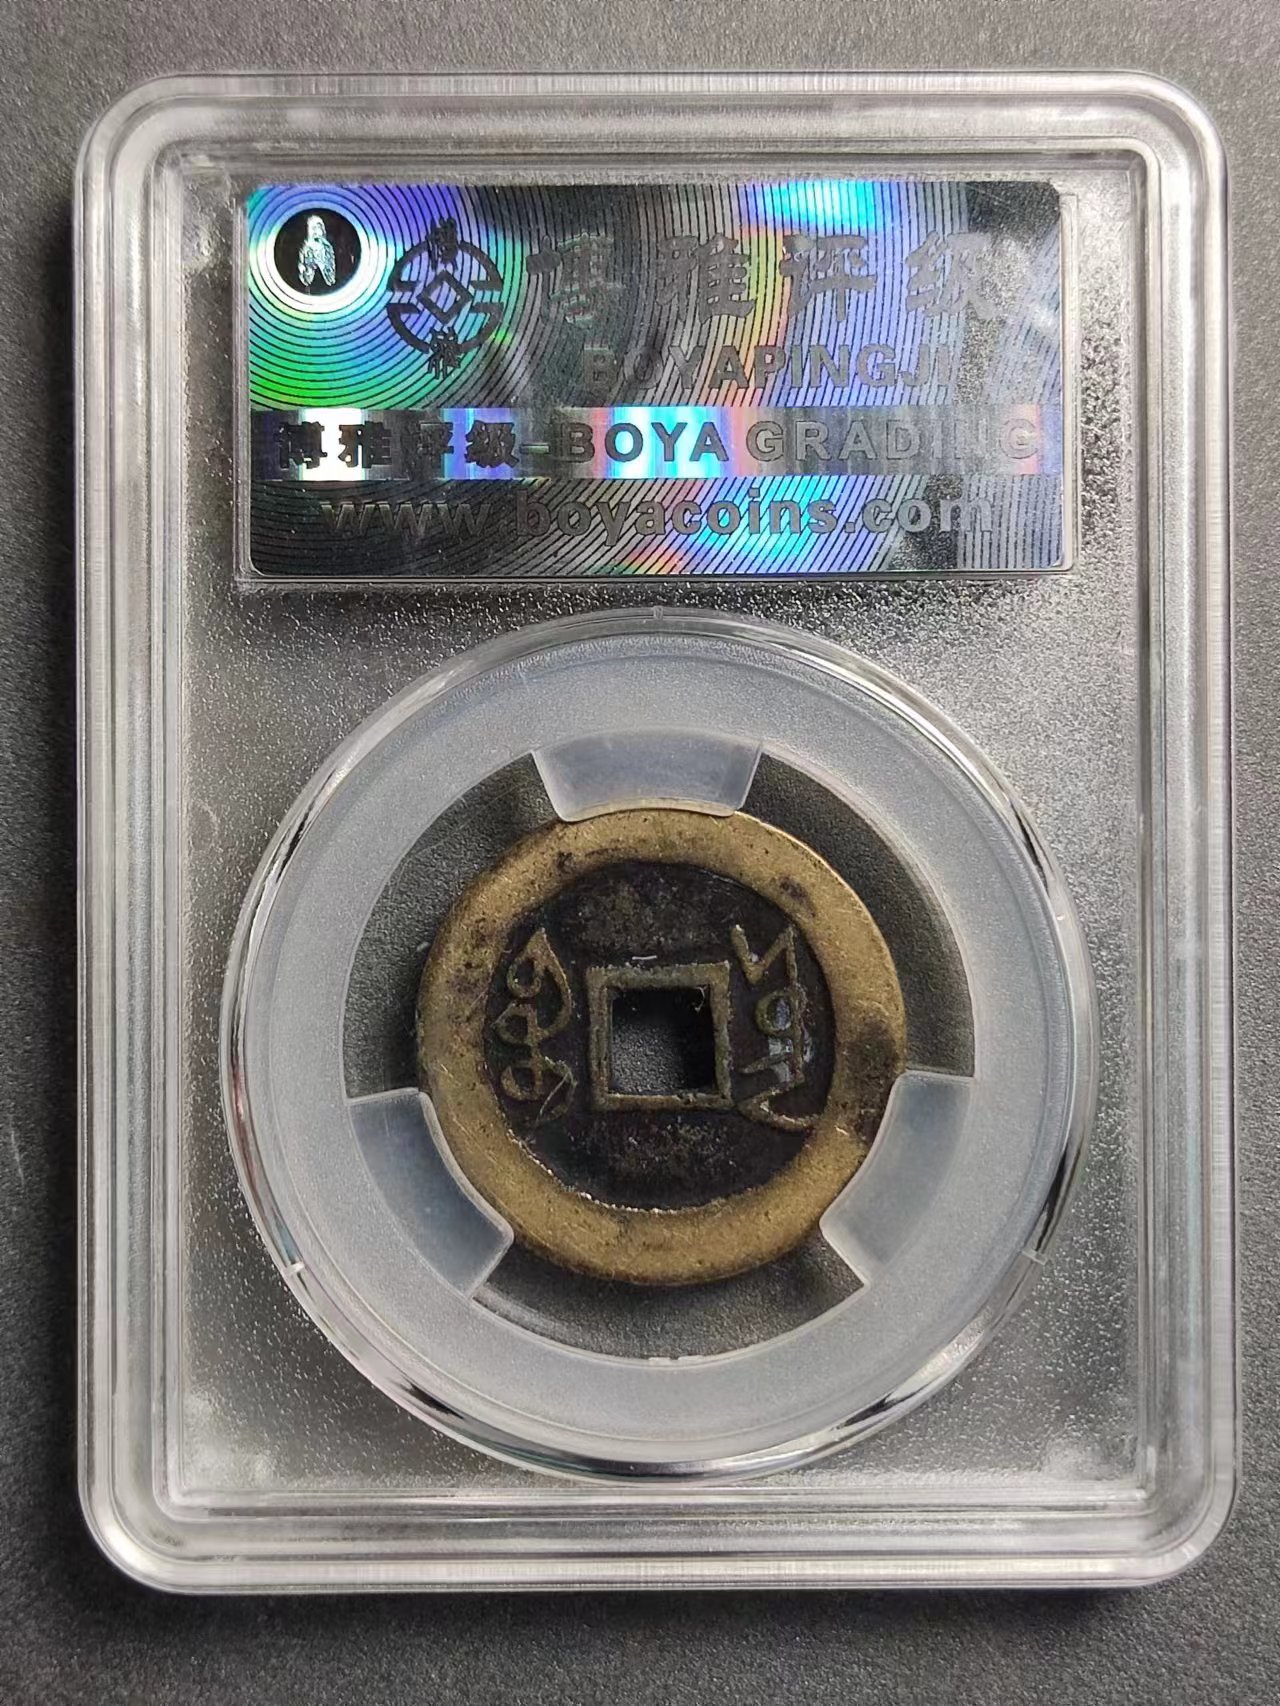 博雅评级
BOYAPINGJI
博雅评级-BOYA GRADING
www.boyacoins.com